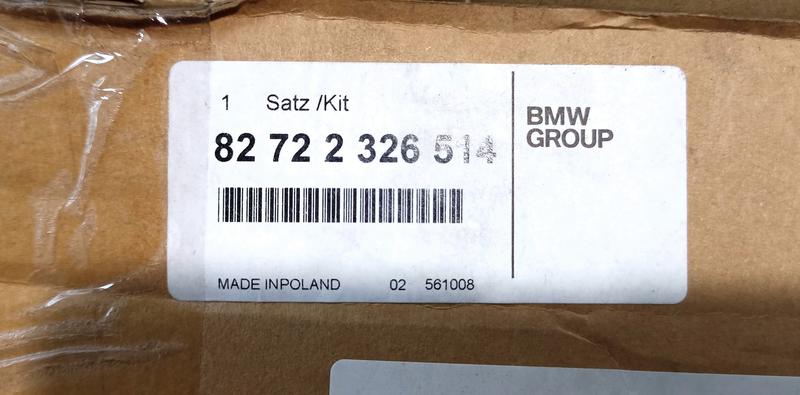 1 Satz /Kit
82 72 2 326 514
BMW
GROUP
MADE INPOLAND 02 561008